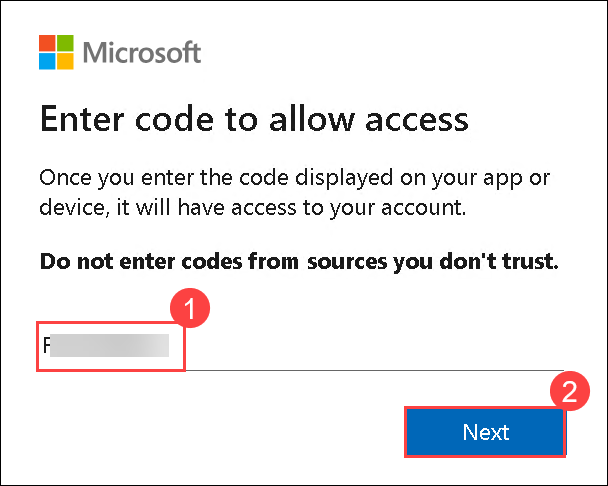 Microsoft
Enter code to allow access
Once you enter the code displayed on your app or
device, it will have access to your account.
Do not enter codes from sources you don't trust.
1
F
2
Next